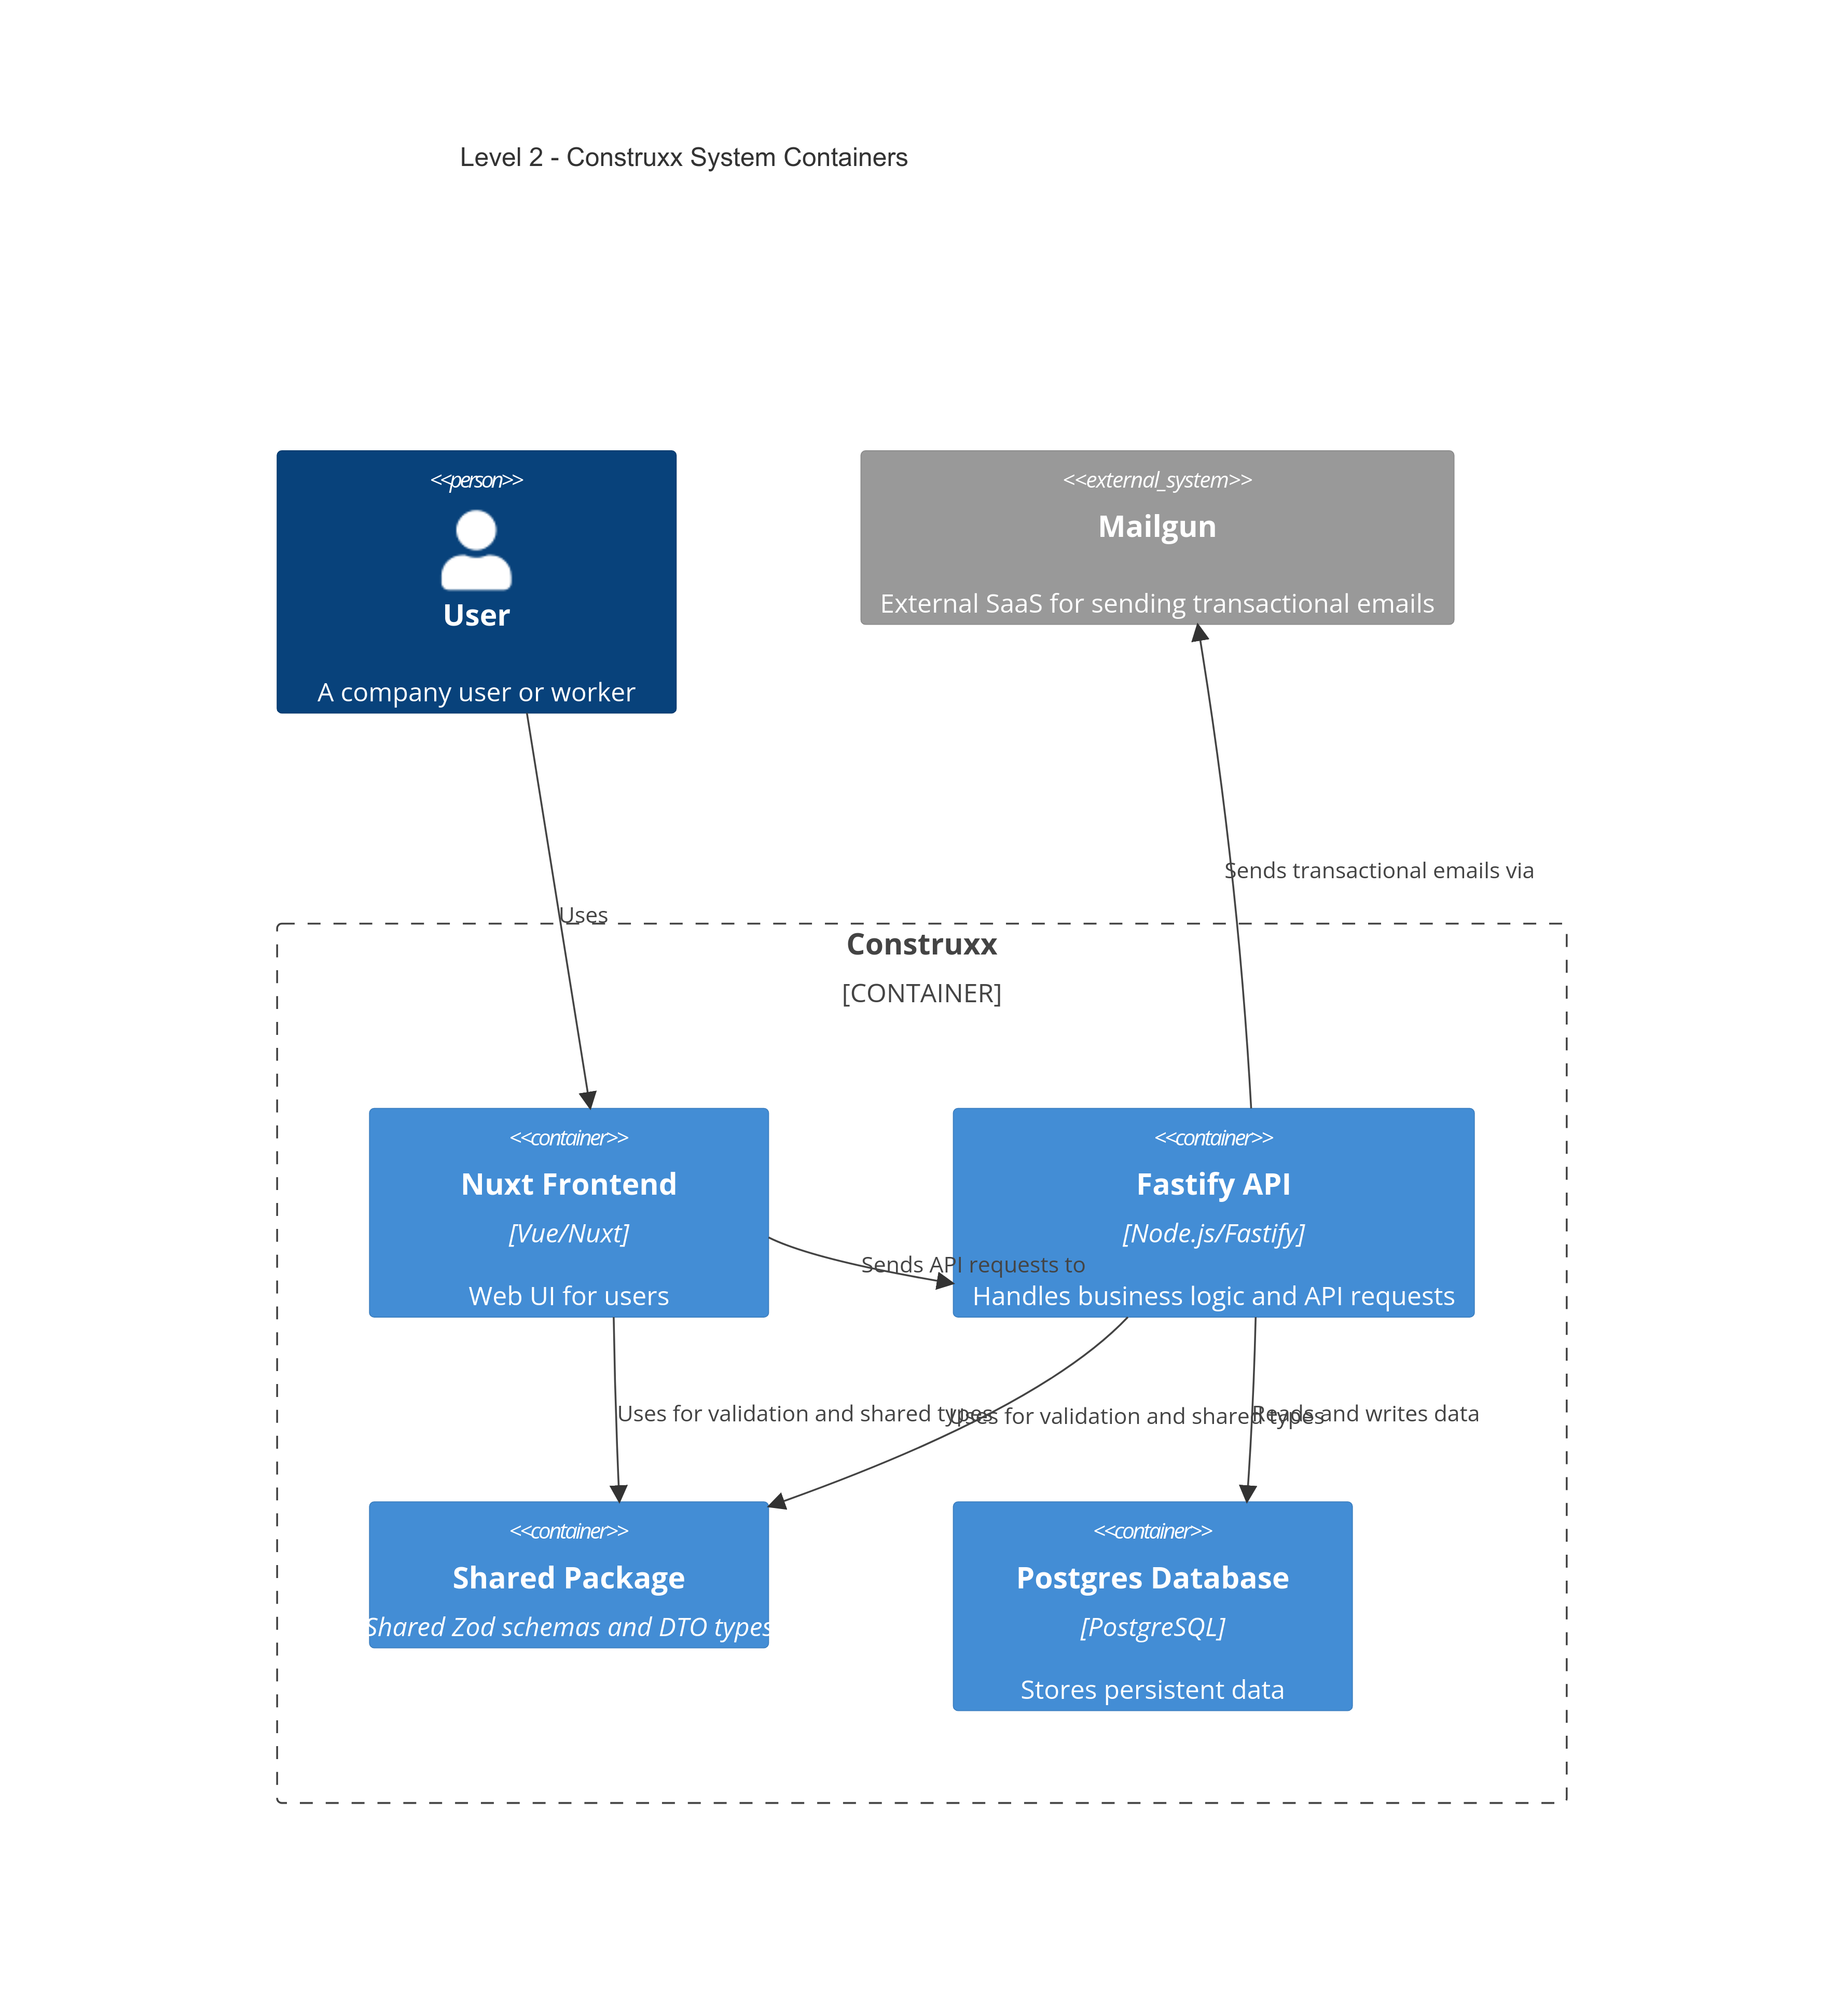 Level 2 - Construxx System Containers
<<person>>
User
A company user or worker
<<external_system>>
Mailgun
External SaaS for sending transactional emails
Sends transactional emails via
Uses
Construxx
[CONTAINER]
<<container>>
Nuxt Frontend
[Vue/Nuxt]
Web UI for users
<<container>>
Fastify API
[Node.js/Fastify]
Handles business logic and API requests
Sends API requests to
Uses for validation and shared types
Uses for validation and shared types
Reads and writes data
<<container>>
Shared Package
Shared Zod schemas and DTO types
<<container>>
Postgres Database
[PostgreSQL]
Stores persistent data